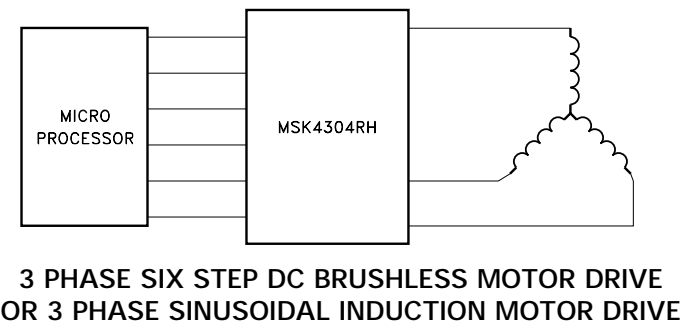 MICRO
PROCESSOR
MSK4304RH
3 PHASE SIX STEP DC BRUSHLESS MOTOR DRIVE
OR 3 PHASE SINUSOIDAL INDUCTION MOTOR DRIVE